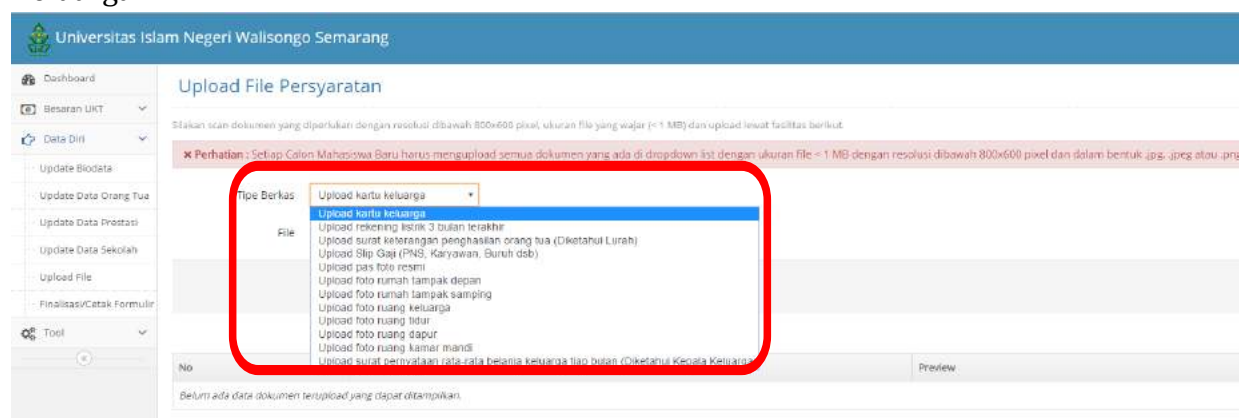 Universitas Islam Negeri Walisongo Semarang
Dashboard
Besaran UKT
Data Diri
Update Biodata
Update Data Orang Tua
Update Data Prestasi
Update Data Sekolah
Upload File
Finalisasi/Cetak Formulir
Tool
Upload File Persyaratan
Silakan scan dokumen yang diperlukan dengan resolusi dibawah 800x600 pixel, ukuran file yang wajar (< 1 MB) dan upload lewat fasilitas berikut.
× Perhatian : Setiap Calon Mahasiswa Baru harus mengupload semua dokumen yang ada di dropdown list dengan ukuran file < 1 MB dengan resolusi dibawah 800x600 pixel dan dalam bentuk .jpg, .jpeg atau .png
Tipe Berkas Upload kartu keluarga
Upload kartu keluarga
Upload rekening listrik 3 bulan terakhir
Upload surat keterangan penghasilan orang tua (Diketahui Lurah)
Upload Slip Gaji (PNS, Karyawan, Buruh dsb)
Upload pas foto resmi
Upload foto rumah tampak depan
Upload foto rumah tampak samping
Upload foto ruang keluarga
Upload foto ruang tidur
Upload foto ruang dapur
Upload foto ruang kamar mandi
Upload surat pernyataan rata-rata belanja keluarga tiap bulan (Diketahui Kepala Keluarga
File
No Preview
Belum ada data dokumen terupload yang dapat ditampilkan.